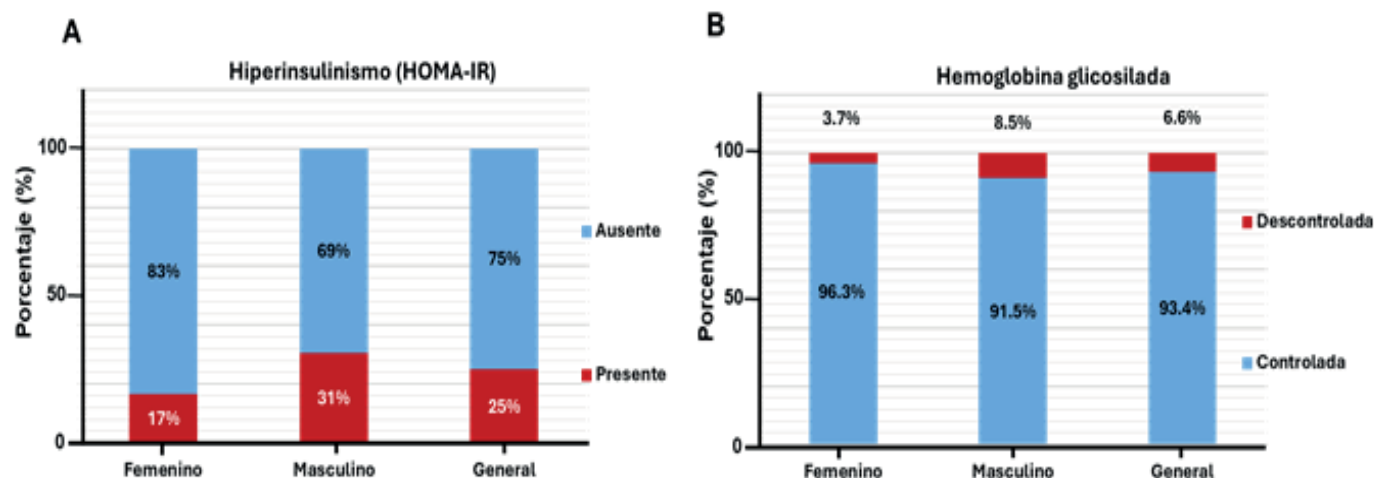 A
Hiperinsulinismo (HOMA-IR)
Porcentaje (%)
100
50
0
83%
69%
75%
17%
31%
25%
Femenino
Masculino
General
Ausente
Presente
B
Hemoglobina glicosilada
Porcentaje (%)
100
50
0
3.7%
8.5%
6.6%
96.3%
91.5%
93.4%
Femenino
Masculino
General
Descontrolada
Controlada